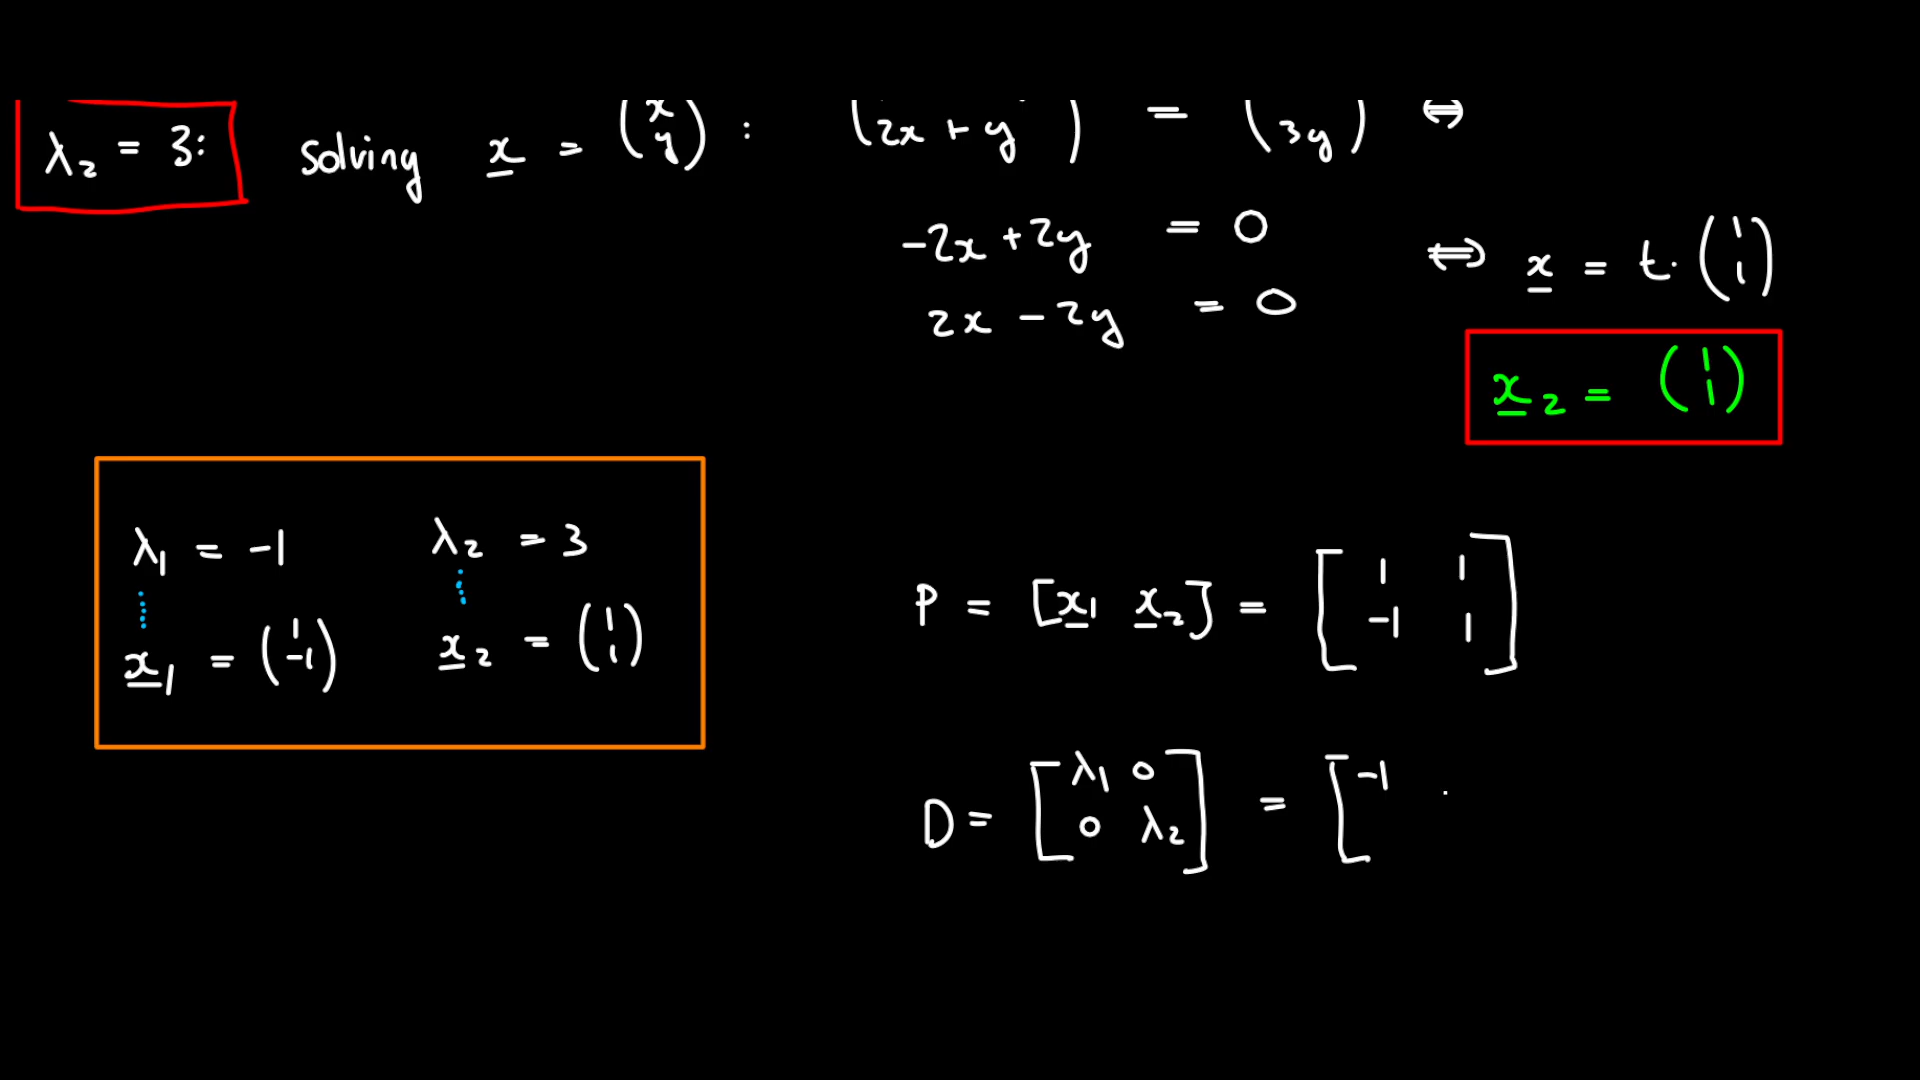 λ₂ = 3: solving x = (x y) : (2x + y) = (3y) ⇔
-2x + 2y = 0
2x - 2y = 0 ⇔ x = t · (1 1)
x₂ = (1 1)
λ₁ = -1 λ₂ = 3
x₁ = (1 -1) x₂ = (1 1)
P = [x₁ x₂] = [1 1
-1 1]
D = [λ₁ 0
0 λ₂] = [-1